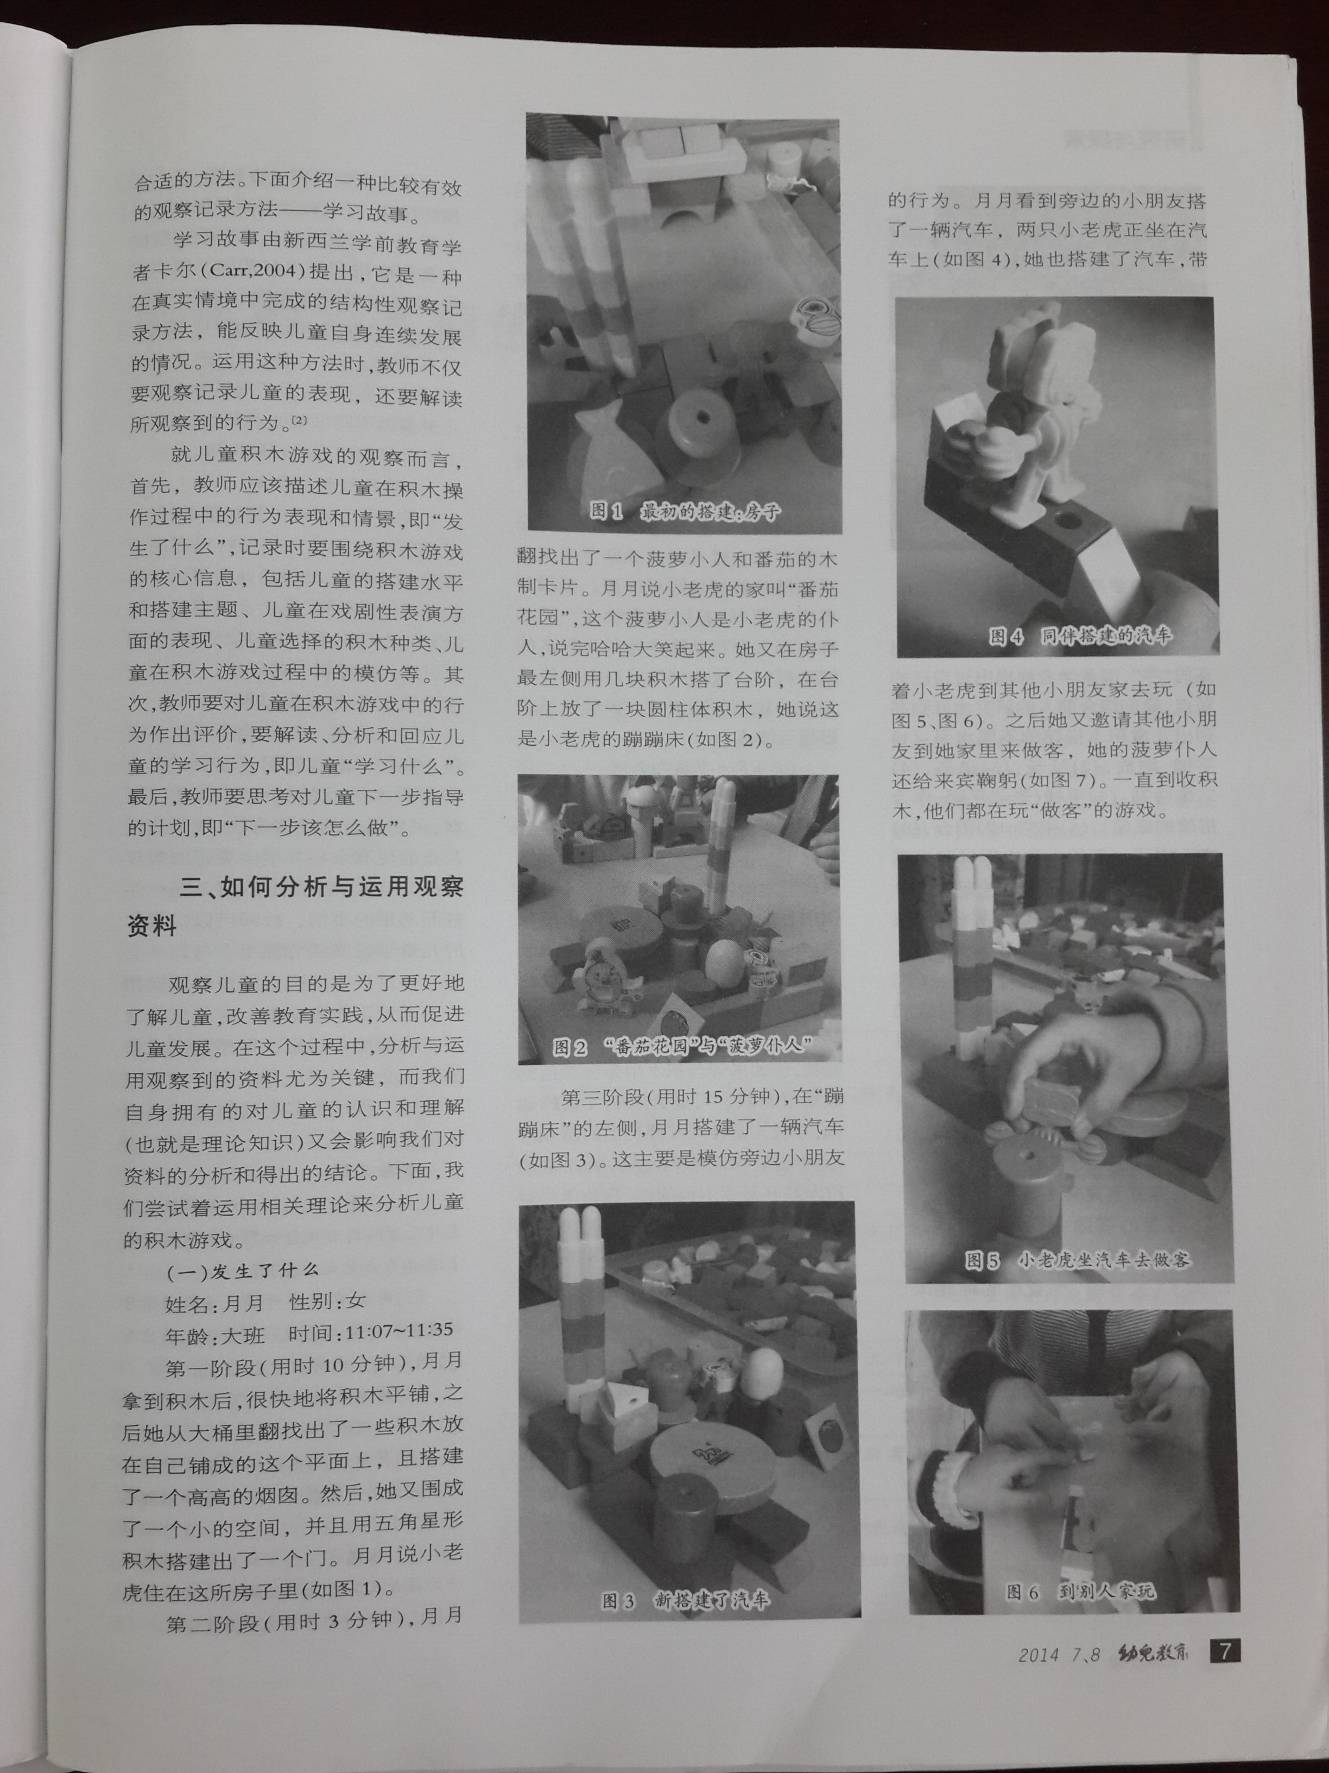 合适的方法。下面介绍一种比较有效
的观察记录方法——学习故事。
学习故事由新西兰学前教育学
者卡尔(Carr,2004)提出,它是一种
在真实情境中完成的结构性观察记
录方法，能反映儿童自身连续发展
的情况。运用这种方法时,教师不仅
要观察记录儿童的表现，还要解读
所观察到的行为。[2]
就儿童积木游戏的观察而言，
首先，教师应该描述儿童在积木操
作过程中的行为表现和情景,即“发
生了什么”,记录时要围绕积木游戏
的核心信息，包括儿童的搭建水平
和搭建主题、儿童在戏剧性表演方
面的表现、儿童选择的积木种类、儿
童在积木游戏过程中的模仿等。其
次,教师要对儿童在积木游戏中的行
为作出评价,要解读、分析和回应儿
童的学习行为,即儿童“学习什么”。
最后,教师要思考对儿童下一步指导
的计划,即“下一步该怎么做”。
三、如何分析与运用观察
资料
观察儿童的目的是为了更好地
了解儿童,改善教育实践,从而促进
儿童发展。在这个过程中,分析与运
用观察到的资料尤为关键，而我们
自身拥有的对儿童的认识和理解
(也就是理论知识)又会影响我们对
资料的分析和得出的结论。下面,我
们尝试着运用相关理论来分析儿童
的积木游戏。
(一)发生了什么
姓名:月月 性别:女
年龄:大班 时间:11:07~11:35
第一阶段(用时 10 分钟),月月
拿到积木后,很快地将积木平铺,之
后她从大桶里翻找出了一些积木放
在自己铺成的这个平面上，且搭建
了一个高高的烟囱。然后,她又围成
了一个小的空间，并且用五角星形
积木搭建出了一个门。月月说小老
虎住在这所房子里(如图 1)。
第二阶段(用时 3 分钟),月月
图 1 最初的搭建:房子
翻找出了一个菠萝小人和番茄的木
制卡片。月月说小老虎的家叫“番茄
花园”,这个菠萝小人是小老虎的仆
人,说完哈哈大笑起来。她又在房子
最左侧用几块积木搭了台阶，在台
阶上放了一块圆柱体积木，她说这
是小老虎的蹦蹦床(如图 2)。
图 2 “番茄花园”与“菠萝仆人”
第三阶段(用时 15 分钟),在“蹦
蹦床”的左侧,月月搭建了一辆汽车
(如图 3)。这主要是模仿旁边小朋友
图 3 新搭建了汽车
的行为。月月看到旁边的小朋友搭
了一辆汽车，两只小老虎正坐在汽
车上(如图 4),她也搭建了汽车,带
图 4 同伴搭建的汽车
着小老虎到其他小朋友家去玩（如
图 5、图 6)。之后她又邀请其他小朋
友到她家里来做客，她的菠萝仆人
还给来宾鞠躬(如图 7)。一直到收积
木,他们都在玩“做客”的游戏。
图 5 小老虎坐汽车去做客
图 6 到别人家玩
2014 7、8 幼儿教育 7